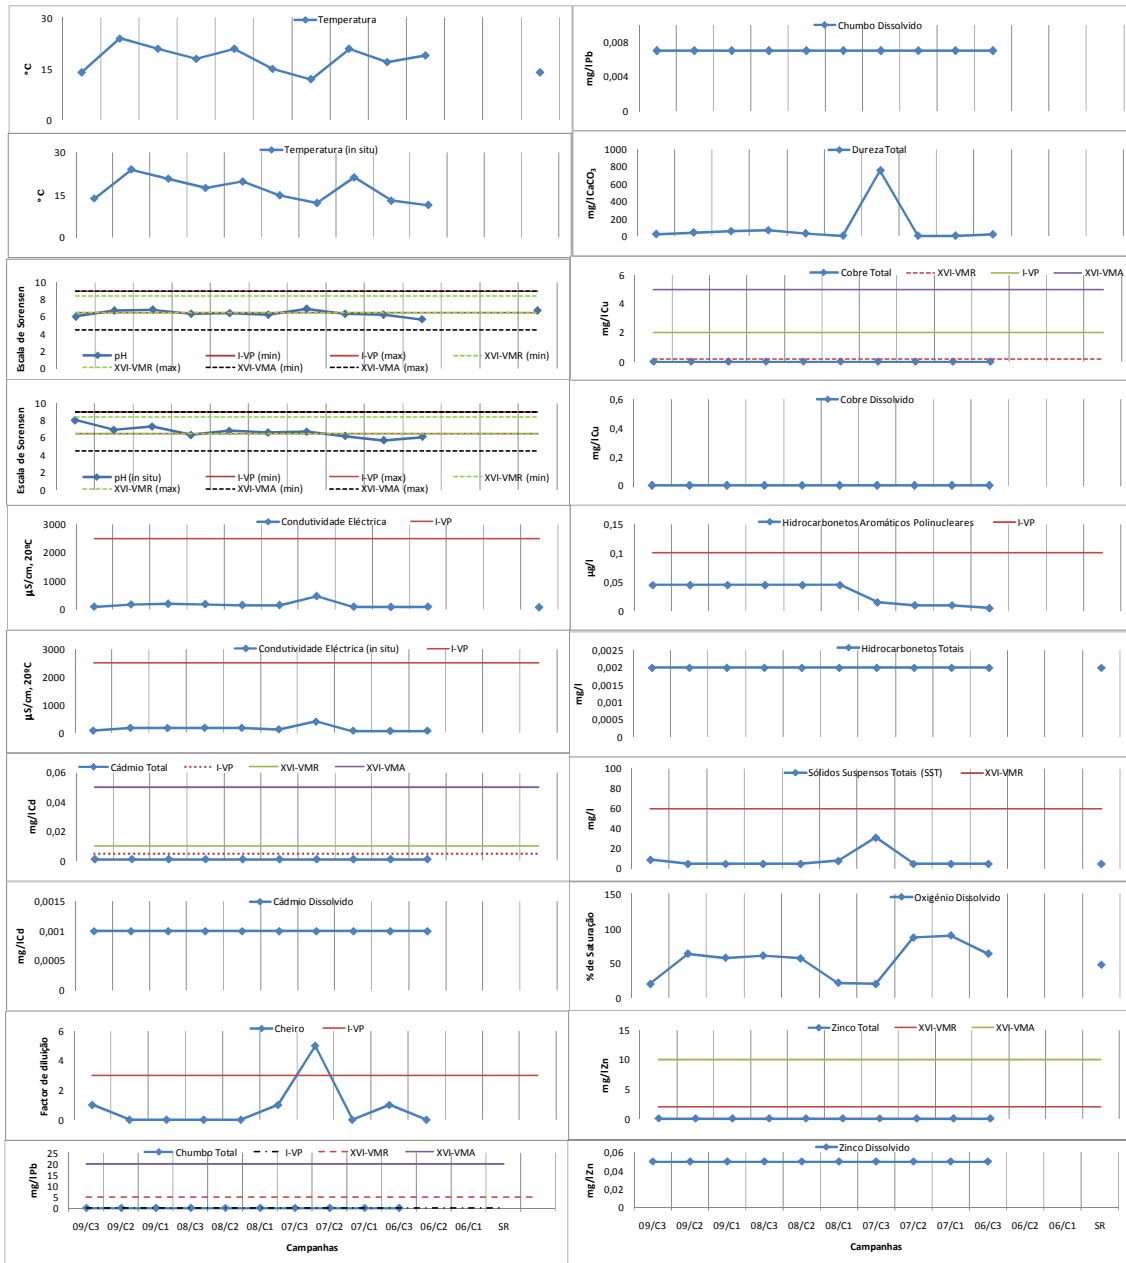 Temperatura
30
15
0
°C
Temperatura (in situ)
30
15
0
°C
10
8
6
4
2
0
Escala de Sorensen
pH I-VP (min) I-VP (max) XVI-VMR (min)
XVI-VMR (max) XVI-VMA (min) XVI-VMA (max)
10
8
6
4
2
0
Escala de Sorensen
pH (in situ) I-VP (min) I-VP (max) XVI-VMR (min)
XVI-VMR (max) XVI-VMA (min) XVI-VMA (max)
Condutividade Eléctrica I-VP
3000
2000
1000
0
µS/cm, 20ºC
Condutividade Eléctrica (in situ) I-VP
3000
2000
1000
0
µS/cm, 20ºC
Cádmio Total I-VP XVI-VMR XVI-VMA
0,06
0,04
0,02
0
mg/l Cd
Cádmio Dissolvido
0,0015
0,001
0,0005
0
mg/l Cd
Cheiro I-VP
6
4
2
0
Factor de diluição
Chumbo Total I-VP XVI-VMR XVI-VMA
25
20
15
10
5
0
mg/l Pb
09/C3 09/C2 09/C1 08/C3 08/C2 08/C1 07/C3 07/C2 07/C1 06/C3 06/C2 06/C1 SR
Campanhas
Chumbo Dissolvido
0,008
0,004
0
mg/l Pb
Dureza Total
1000
800
600
400
200
0
mg/l CaCO₃
Cobre Total XVI-VMR I-VP XVI-VMA
6
4
2
0
mg/l Cu
Cobre Dissolvido
0,6
0,4
0,2
0
mg/l Cu
Hidrocarbonetos Aromáticos Polinucleares I-VP
0,15
0,1
0,05
0
µg/l
Hidrocarbonetos Totais
0,0025
0,002
0,0015
0,001
0,0005
0
mg/l
Sólidos Suspensos Totais (SST) XVI-VMR
100
80
60
40
20
0
mg/l
Oxigénio Dissolvido
150
100
50
0
% de Saturação
Zinco Total XVI-VMR XVI-VMA
15
10
5
0
mg/l Zn
Zinco Dissolvido
0,06
0,04
0,02
0
mg/l Zn
09/C3 09/C2 09/C1 08/C3 08/C2 08/C1 07/C3 07/C2 07/C1 06/C3 06/C2 06/C1 SR
Campanhas